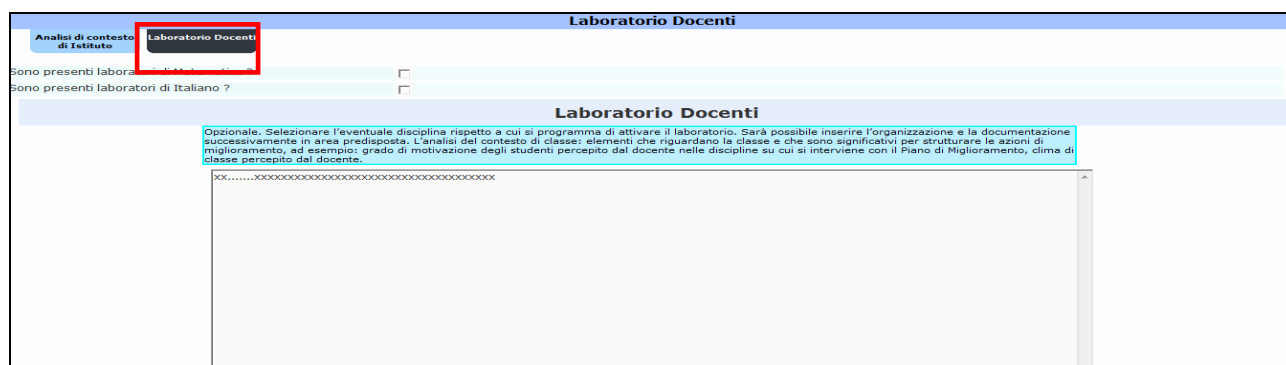 Laboratorio Docenti
Analisi di contesto di Istituto
Laboratorio Docenti
Sono presenti laboratori di Matematica ?
Sono presenti laboratori di Italiano ?
Laboratorio Docenti
Opzionale. Selezionare l'eventuale disciplina rispetto a cui si programma di attivare il laboratorio. Sarà possibile inserire l'organizzazione e la documentazione
successivamente in area predisposta. L'analisi del contesto di classe: elementi che riguardano la classe e che sono significativi per strutturare le azioni di
miglioramento, ad esempio: grado di motivazione degli studenti percepito dal docente nelle discipline su cui si interviene con il Piano di Miglioramento, clima di
classe percepito dal docente.
xx.......xxxxxxxxxxxxxxxxxxxxxxxxxxxxxxxxxxxx